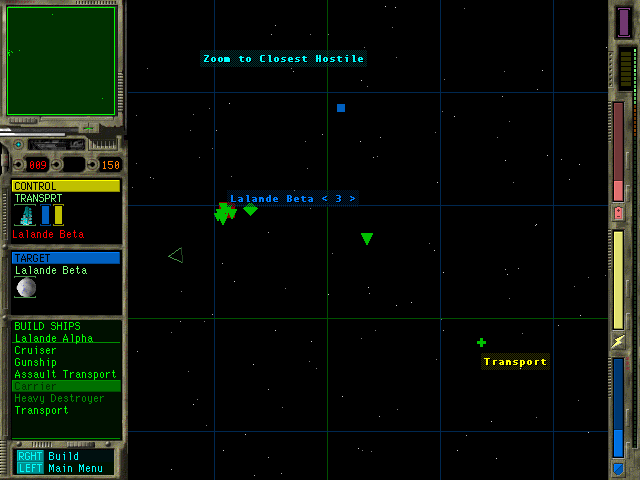 Zoom to Closest Hostile
009 150
CONTROL
TRANSPRT
Lalande Beta
Lalande Beta < 3 >
TARGET
Lalande Beta
BUILD SHIPS
Lalande Alpha
Cruiser
Gunship
Assault Transport
Carrier
Heavy Destroyer
Transport
Transport
RGHT Build
LEFT Main Menu